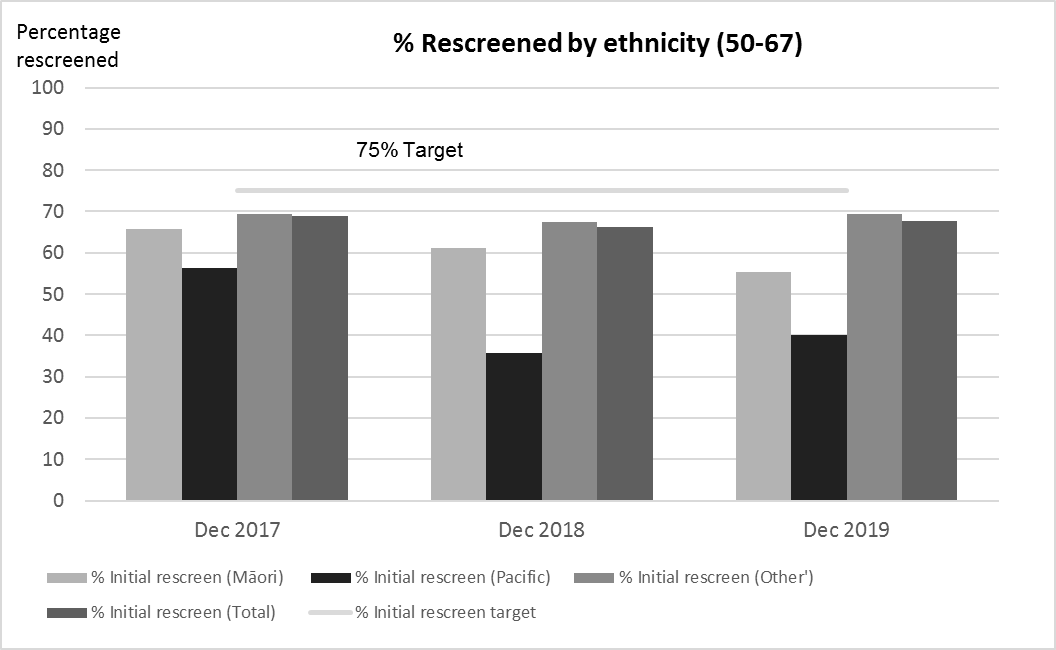 Percentage
rescreened
% Rescreened by ethnicity (50-67)
100
90
80
70
60
50
40
30
20
10
0
75% Target
Dec 2017 Dec 2018 Dec 2019
% Initial rescreen (Māori) % Initial rescreen (Pacific) % Initial rescreen (Other')
% Initial rescreen (Total) % Initial rescreen target